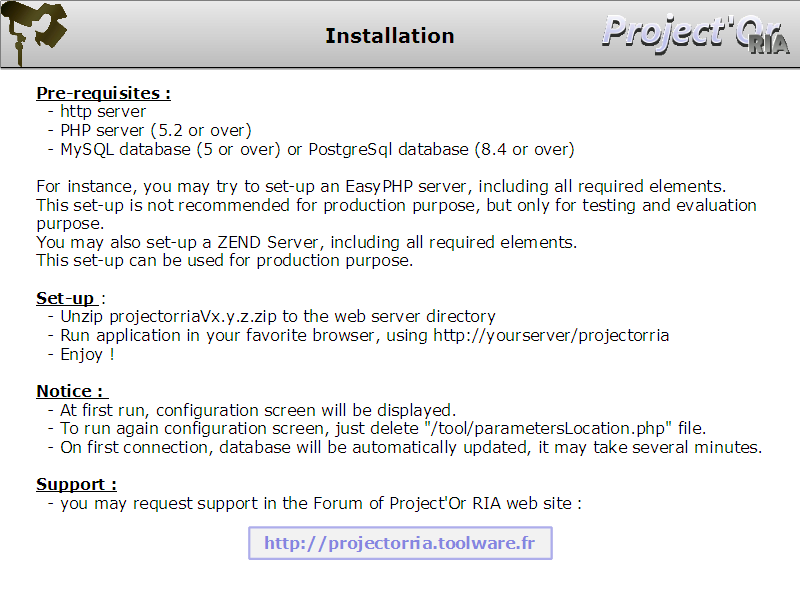 Installation
Project'Or
RIA
Pre-requisites :
- http server
- PHP server (5.2 or over)
- MySQL database (5 or over) or PostgreSql database (8.4 or over)
For instance, you may try to set-up an EasyPHP server, including all required elements.
This set-up is not recommended for production purpose, but only for testing and evaluation
purpose.
You may also set-up a ZEND Server, including all required elements.
This set-up can be used for production purpose.
Set-up :
- Unzip projectorriaVx.y.z.zip to the web server directory
- Run application in your favorite browser, using http://yourserver/projectorria
- Enjoy !
Notice :
- At first run, configuration screen will be displayed.
- To run again configuration screen, just delete "/tool/parametersLocation.php" file.
- On first connection, database will be automatically updated, it may take several minutes.
Support :
- you may request support in the Forum of Project'Or RIA web site :
http://projectorria.toolware.fr